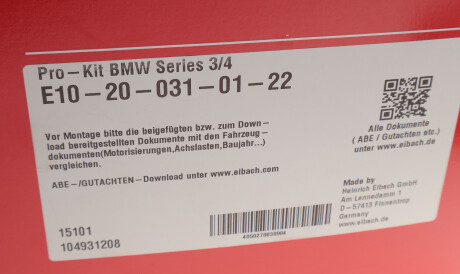 Pro-Kit BMW Series 3/4
E10-20-031-01-22
Vor Montage bitte die beigefügten bzw. zum Down-
load bereitgestellten Dokumente mit den Fahrzeug-
dokumenten(Motorisierungen,Achslasten,Baujahr...)
vergleichen.
ABE-/GUTACHTEN-Download unter www.eibach.com
Alle Dokumente
( ABE / Gutachten etc.)
unter www.eibach.de
15101
104931208
Made by
Heinrich Eibach GmbH
Am Lennedamm 1
D-57413 Finnentrop
Germany
www.eibach.de